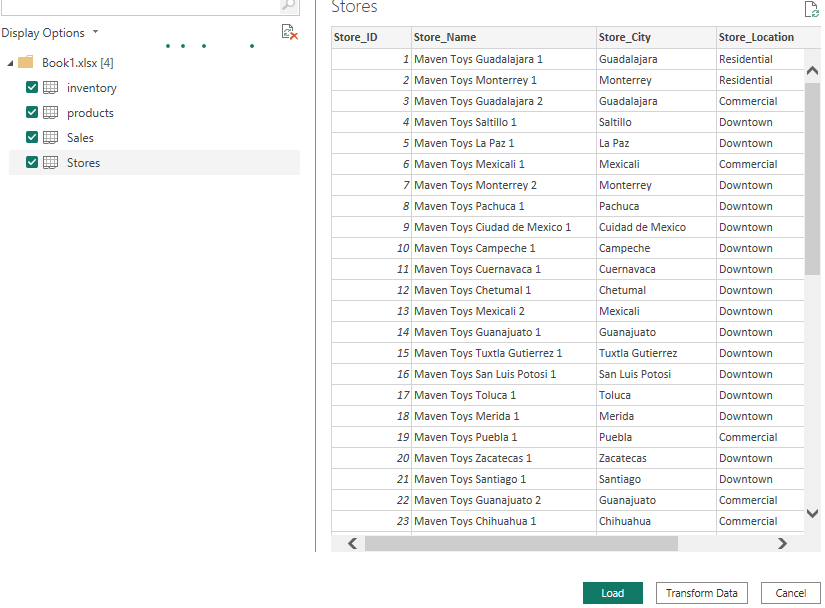 Stores
Display Options
Book1.xlsx [4]
inventory
products
Sales
Stores
Store_ID Store_Name Store_City Store_Location
1 Maven Toys Guadalajara 1 Guadalajara Residential
2 Maven Toys Monterrey 1 Monterrey Residential
3 Maven Toys Guadalajara 2 Guadalajara Commercial
4 Maven Toys Saltillo 1 Saltillo Downtown
5 Maven Toys La Paz 1 La Paz Downtown
6 Maven Toys Mexicali 1 Mexicali Commercial
7 Maven Toys Monterrey 2 Monterrey Downtown
8 Maven Toys Pachuca 1 Pachuca Downtown
9 Maven Toys Ciudad de Mexico 1 Cuidad de Mexico Downtown
10 Maven Toys Campeche 1 Campeche Downtown
11 Maven Toys Cuernavaca 1 Cuernavaca Downtown
12 Maven Toys Chetumal 1 Chetumal Downtown
13 Maven Toys Mexicali 2 Mexicali Downtown
14 Maven Toys Guanajuato 1 Guanajuato Downtown
15 Maven Toys Tuxtla Gutierrez 1 Tuxtla Gutierrez Downtown
16 Maven Toys San Luis Potosi 1 San Luis Potosi Downtown
17 Maven Toys Toluca 1 Toluca Downtown
18 Maven Toys Merida 1 Merida Downtown
19 Maven Toys Puebla 1 Puebla Commercial
20 Maven Toys Zacatecas 1 Zacatecas Downtown
21 Maven Toys Santiago 1 Santiago Downtown
22 Maven Toys Guanajuato 2 Guanajuato Commercial
23 Maven Toys Chihuahua 1 Chihuahua Commercial
Load Transform Data Cancel